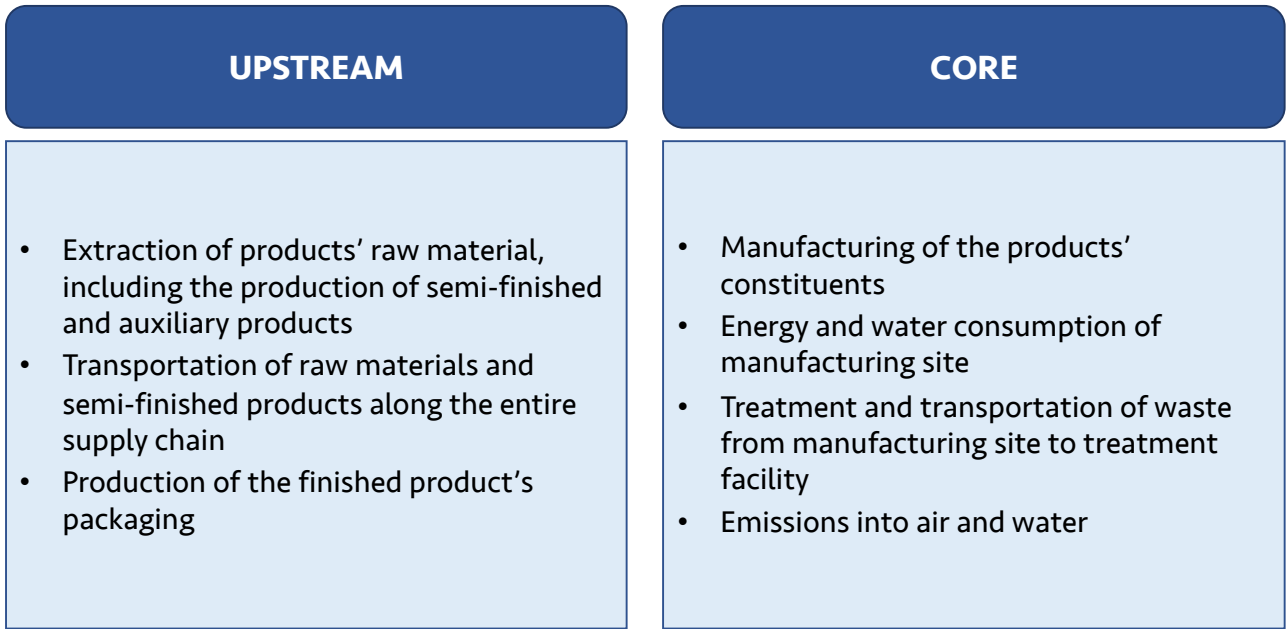 UPSTREAM
• Extraction of products’ raw material,
including the production of semi-finished
and auxiliary products
• Transportation of raw materials and
semi-finished products along the entire
supply chain
• Production of the finished product’s
packaging
CORE
• Manufacturing of the products’
constituents
• Energy and water consumption of
manufacturing site
• Treatment and transportation of waste
from manufacturing site to treatment
facility
• Emissions into air and water